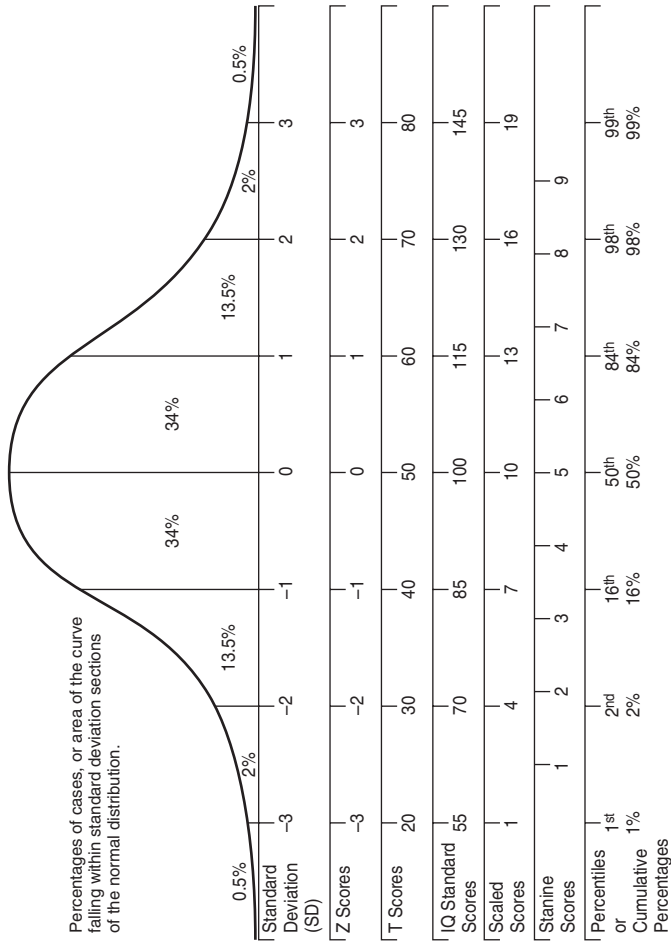 Percentages of cases, or area of the curve
falling within standard deviation sections
of the normal distribution.
0.5% 2% 13.5% 34% 34% 13.5% 2% 0.5%
Standard
Deviation
(SD)
–3 –2 –1 0 1 2 3
Z Scores –3 –2 –1 0 1 2 3
T Scores 20 30 40 50 60 70 80
IQ Standard
Scores
55 70 85 100 115 130 145
Scaled
Scores
1 4 7 10 13 16 19
Stanine
Scores
1 2 3 4 5 6 7 8 9
Percentiles 1st 2nd 16th 50th 84th 98th 99th
or
Cumulative 1% 2% 16% 50% 84% 98% 99%
Percentages